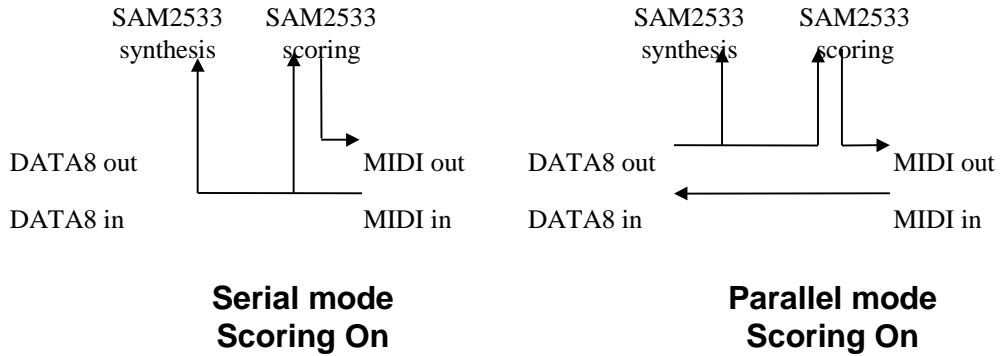 SAM2533
synthesis
SAM2533
scoring
DATA8 out
MIDI out
DATA8 in
MIDI in
Serial mode
Scoring On
SAM2533
synthesis
SAM2533
scoring
DATA8 out
MIDI out
DATA8 in
MIDI in
Parallel mode
Scoring On